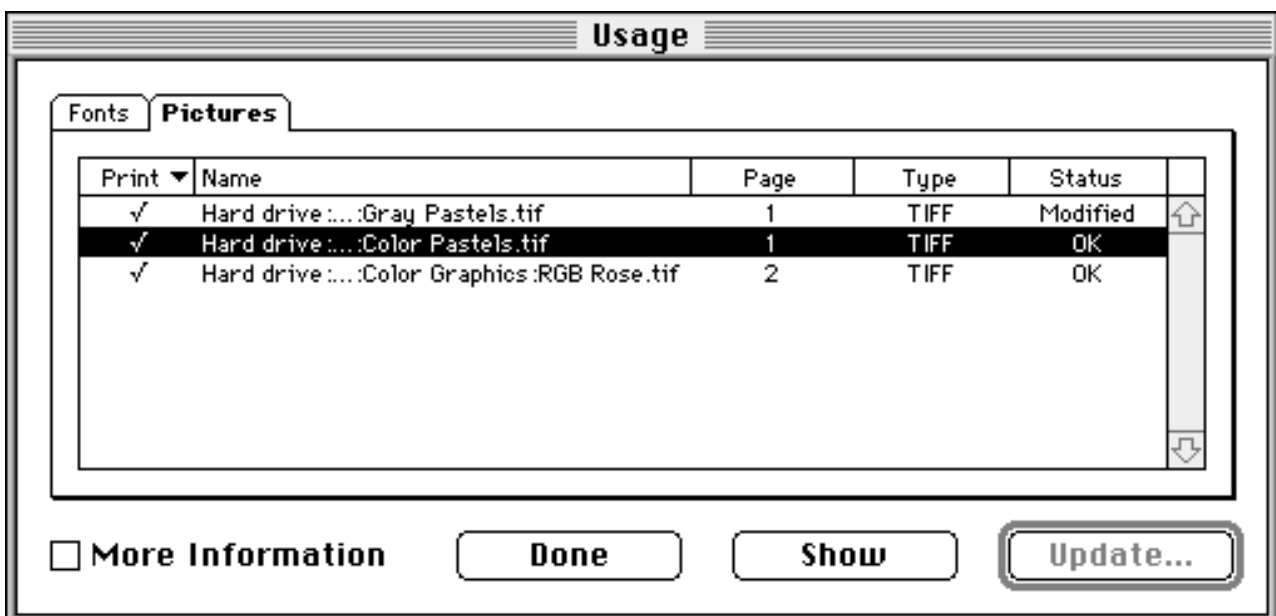 Usage
Fonts Pictures
Print Name Page Type Status
√ Hard drive:...:Gray Pastels.tif 1 TIFF Modified
√ Hard drive:...:Color Pastels.tif 1 TIFF OK
√ Hard drive:...:Color Graphics:RGB Rose.tif 2 TIFF OK
More Information Done Show Update...